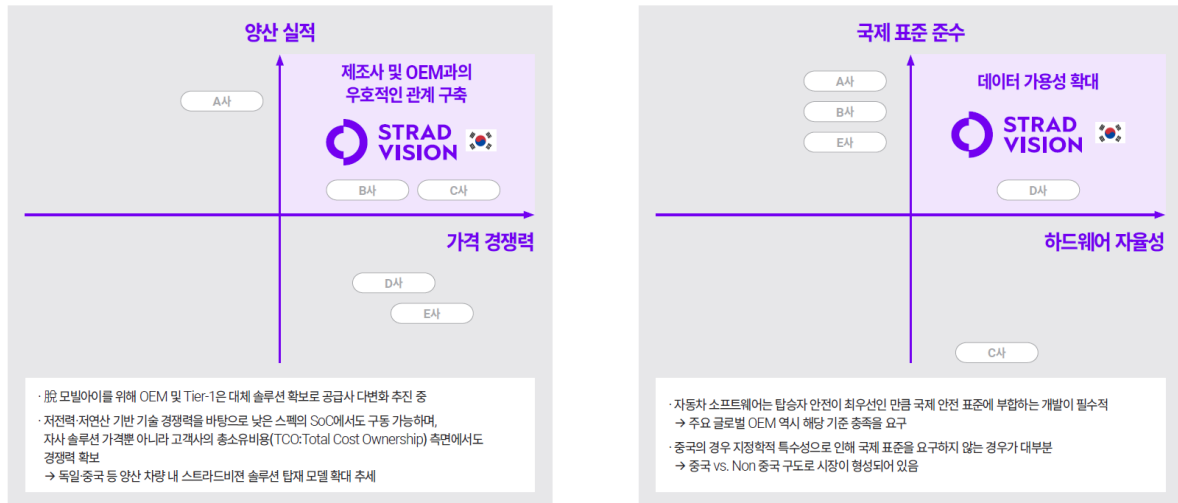 양산 실적
제조사 및 OEM과의
우호적인 관계 구축
A사
STRAD
VISION
B사
C사
가격 경쟁력
D사
E사
· 脫 모빌아이를 위해 OEM 및 Tier-1은 대체 솔루션 확보로 공급사 다변화 추진 중
· 저전력·저연산 기반 기술 경쟁력을 바탕으로 낮은 스펙의 SoC에서도 구동 가능하며,
자사 솔루션 가격뿐 아니라 고객사의 총소유비용(TCO:Total Cost Ownership) 측면에서도
경쟁력 확보
→ 독일·중국 등 양산 차량 내 스트라드비젼 솔루션 탑재 모델 확대 추세
국제 표준 준수
A사
데이터 가용성 확대
B사
STRAD
VISION
E사
D사
하드웨어 자율성
C사
· 자동차 소프트웨어는 탑승자 안전이 최우선인 만큼 국제 안전 표준에 부합하는 개발이 필수적
→ 주요 글로벌 OEM 역시 해당 기준 충족을 요구
· 중국의 경우 지정학적 특수성으로 인해 국제 표준을 요구하지 않는 경우가 대부분
→ 중국 vs. Non 중국 구도로 시장이 형성되어 있음